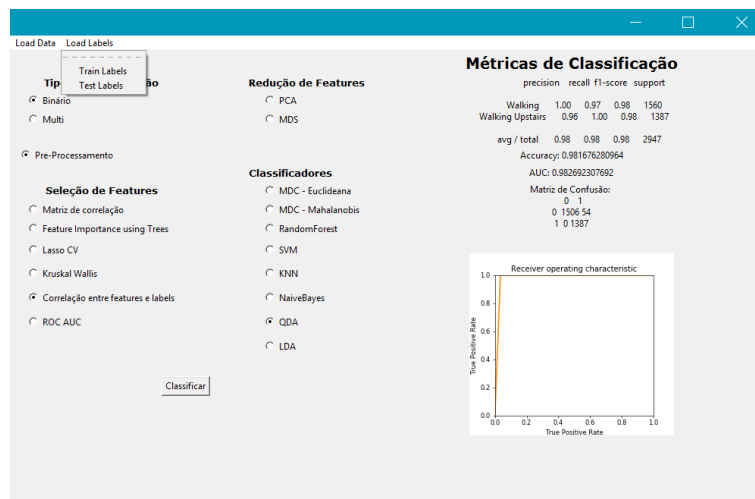 Load Data Load Labels
Train Labels
Test Labels
Tip ão
Binário
Multi
Pre-Processamento
Seleção de Features
Matriz de correlação
Feature Importance using Trees
Lasso CV
Kruskal Wallis
Correlação entre features e labels
ROC AUC
Redução de Features
PCA
MDS
Classificadores
MDC - Euclideana
MDC - Mahalanobis
RandomForest
SVM
KNN
NaiveBayes
QDA
LDA
Classificar
Métricas de Classificação
precision recall f1-score support
Walking 1.00 0.97 0.98 1560
Walking Upstairs 0.96 1.00 0.98 1387
avg / total 0.98 0.98 0.98 2947
Accuracy: 0.981676280964
AUC: 0.982692307692
Matriz de Confusão:
0 1
0 1506 54
1 0 1387
Receiver operating characteristic
True Positive Rate
1.0
0.8
0.6
0.4
0.2
0.0
0.0 0.2 0.4 0.6 0.8 1.0
True Positive Rate